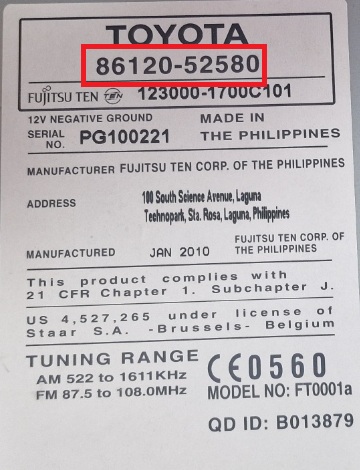 TOYOTA
86120-52580
FUJITSU TEN TEN 123000-1700C101
12V NEGATIVE GROUND MADE IN
SERIAL NO. PG100221 THE PHILIPPINES
MANUFACTURER FUJITSU TEN CORP. OF THE PHILIPPINES
ADDRESS 100 South Science Avenue, Laguna
Technopark, Sta. Rosa, Laguna, Philippines
MANUFACTURED JAN 2010 FUJITSU TEN CORP. OF THE PHILIPPINES
This product complies with
21 CFR Chapter 1. Subchapter J.
US 4,527,265 under license of
Staar S.A. -Brussels- Belgium
TUNING RANGE CE0560
AM 522 to 1611KHz
FM 87.5 to 108.0MHz MODEL NO: FT0001a
QD ID: B013879